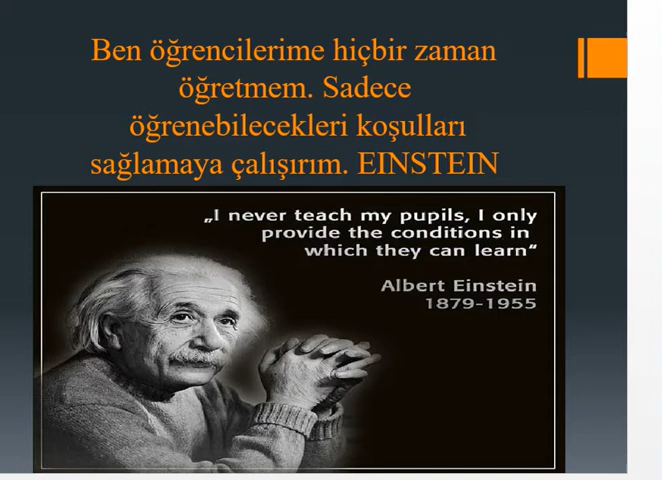 Ben öğrencilerime hiçbir zaman
öğretmem. Sadece
öğrenebilecekleri koşulları
sağlamaya çalışırım. EINSTEIN
„I never teach my pupils, I only
provide the conditions in
which they can learn“
Albert Einstein
1879-1955